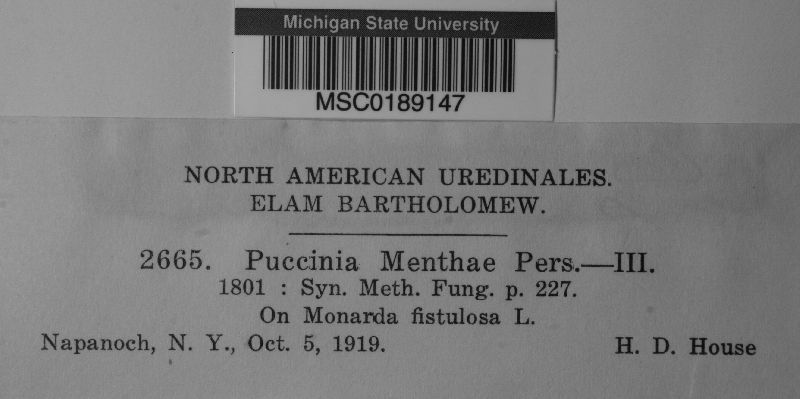 Michigan State University
MSC0189147
NORTH AMERICAN UREDINALES.
ELAM BARTHOLOMEW.
2665. Puccinia Menthae Pers.—III.
1801 : Syn. Meth. Fung. p. 227.
On Monarda fistulosa L.
Napanoch, N. Y., Oct. 5, 1919. H. D. House